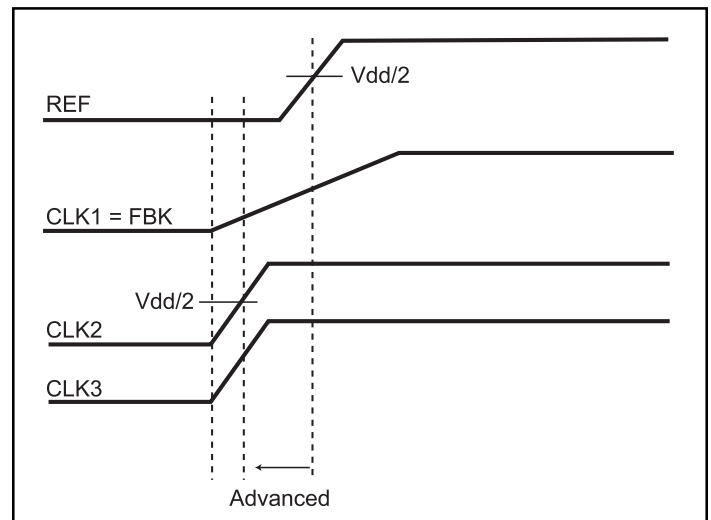 Vdd/2
REF
CLK1 = FBK
Vdd/2
CLK2
CLK3
Advanced